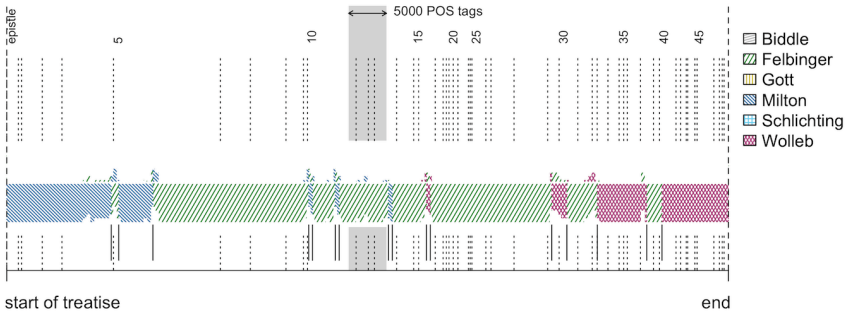 5000 POS tags
epistle
5
10
15
20
25
30
35
40
45
Biddle
Felbinger
Gott
Milton
Schlichting
Wolleb
start of treatise
end